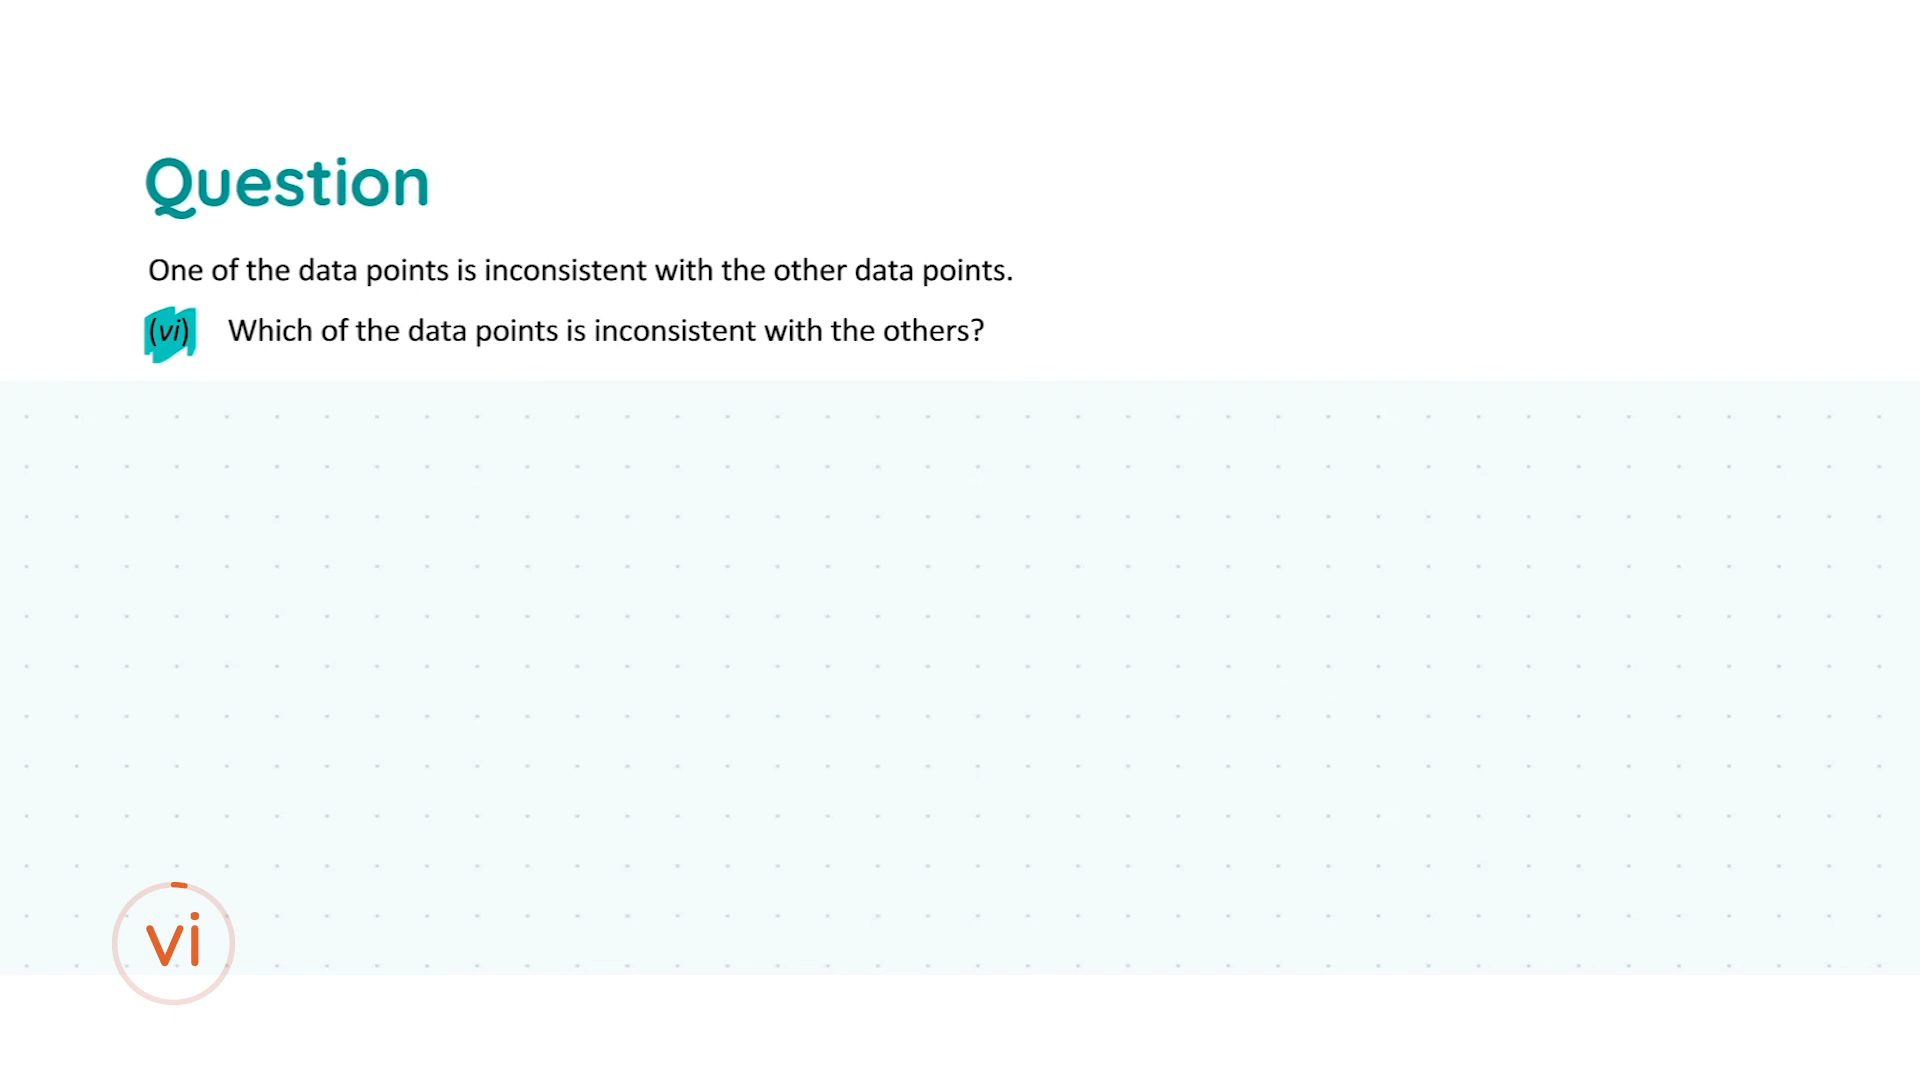 Question
One of the data points is inconsistent with the other data points.
(vi) Which of the data points is inconsistent with the others?
vi